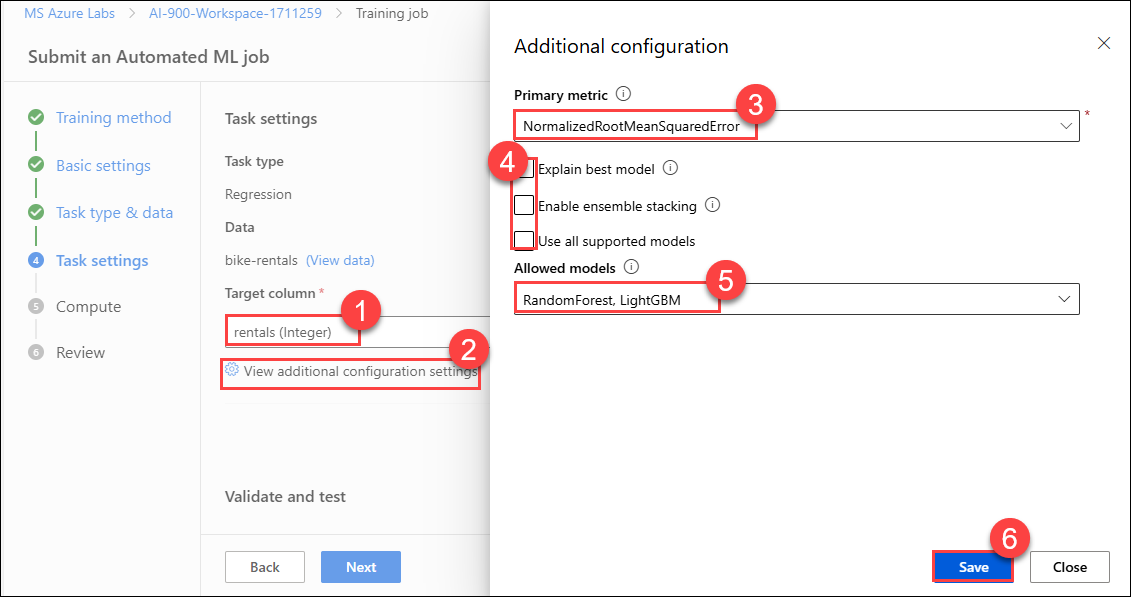 MS Azure Labs > AI-900-Workspace-1711259 > Training job
Submit an Automated ML job
Training method
Basic settings
Task type & data
4 Task settings
5 Compute
6 Review
Task settings
Task type
Regression
Data
bike-rentals (View data)
Target column *
1
rentals (Integer)
2
View additional configuration settings
Validate and test
Back
Next
Additional configuration
Primary metric
3
NormalizedRootMeanSquaredError
*
4
Explain best model
Enable ensemble stacking
Use all supported models
Allowed models
5
RandomForest, LightGBM
6
Save
Close